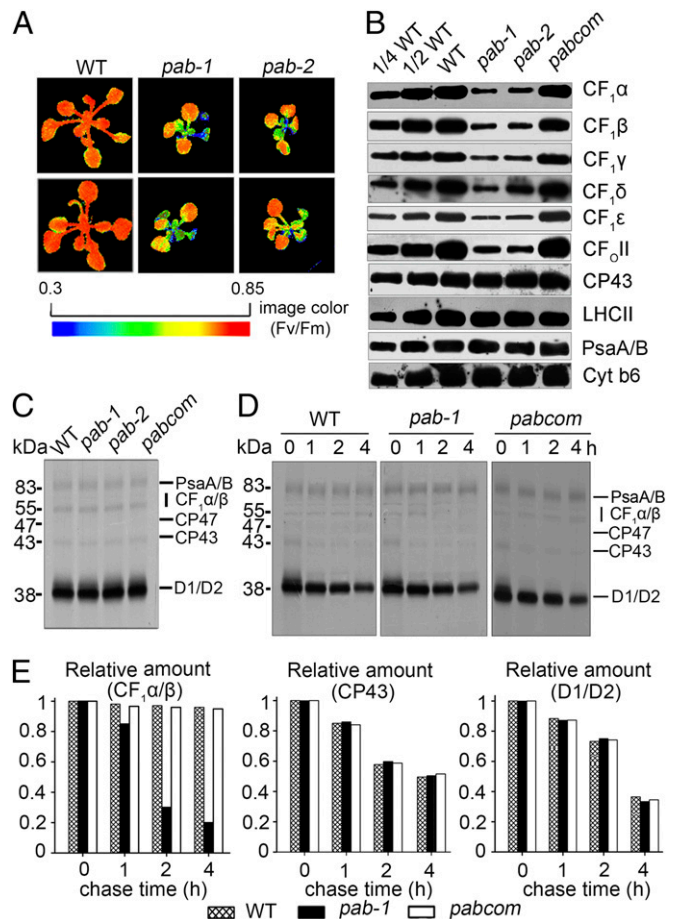 A
WT pab-1 pab-2
0.3 0.85
image color
(Fv/Fm)
B
1/4 WT 1/2 WT WT pab-1 pab-2 pabcom
CF₁α
CF₁β
CF₁γ
CF₁δ
CF₁ε
CF₀II
CP43
LHCII
PsaA/B
Cyt b6
C
WT pab-1 pab-2 pabcom
kDa
83-
55-
47-
43-
38-
PsaA/B
CF₁α/β
CP47
CP43
D1/D2
D
WT pab-1 pabcom
kDa 0 1 2 4 0 1 2 4 0 1 2 4 h
83-
55-
47-
43-
38-
PsaA/B
CF₁α/β
CP47
CP43
D1/D2
E
Relative amount
(CF₁α/β)
1
0.8
0.6
0.4
0.2
0
0 1 2 4
chase time (h)
Relative amount
(CP43)
1
0.8
0.6
0.4
0.2
0
0 1 2 4
chase time (h)
Relative amount
(D1/D2)
1
0.8
0.6
0.4
0.2
0
0 1 2 4
chase time (h)
WT pab-1 pabcom